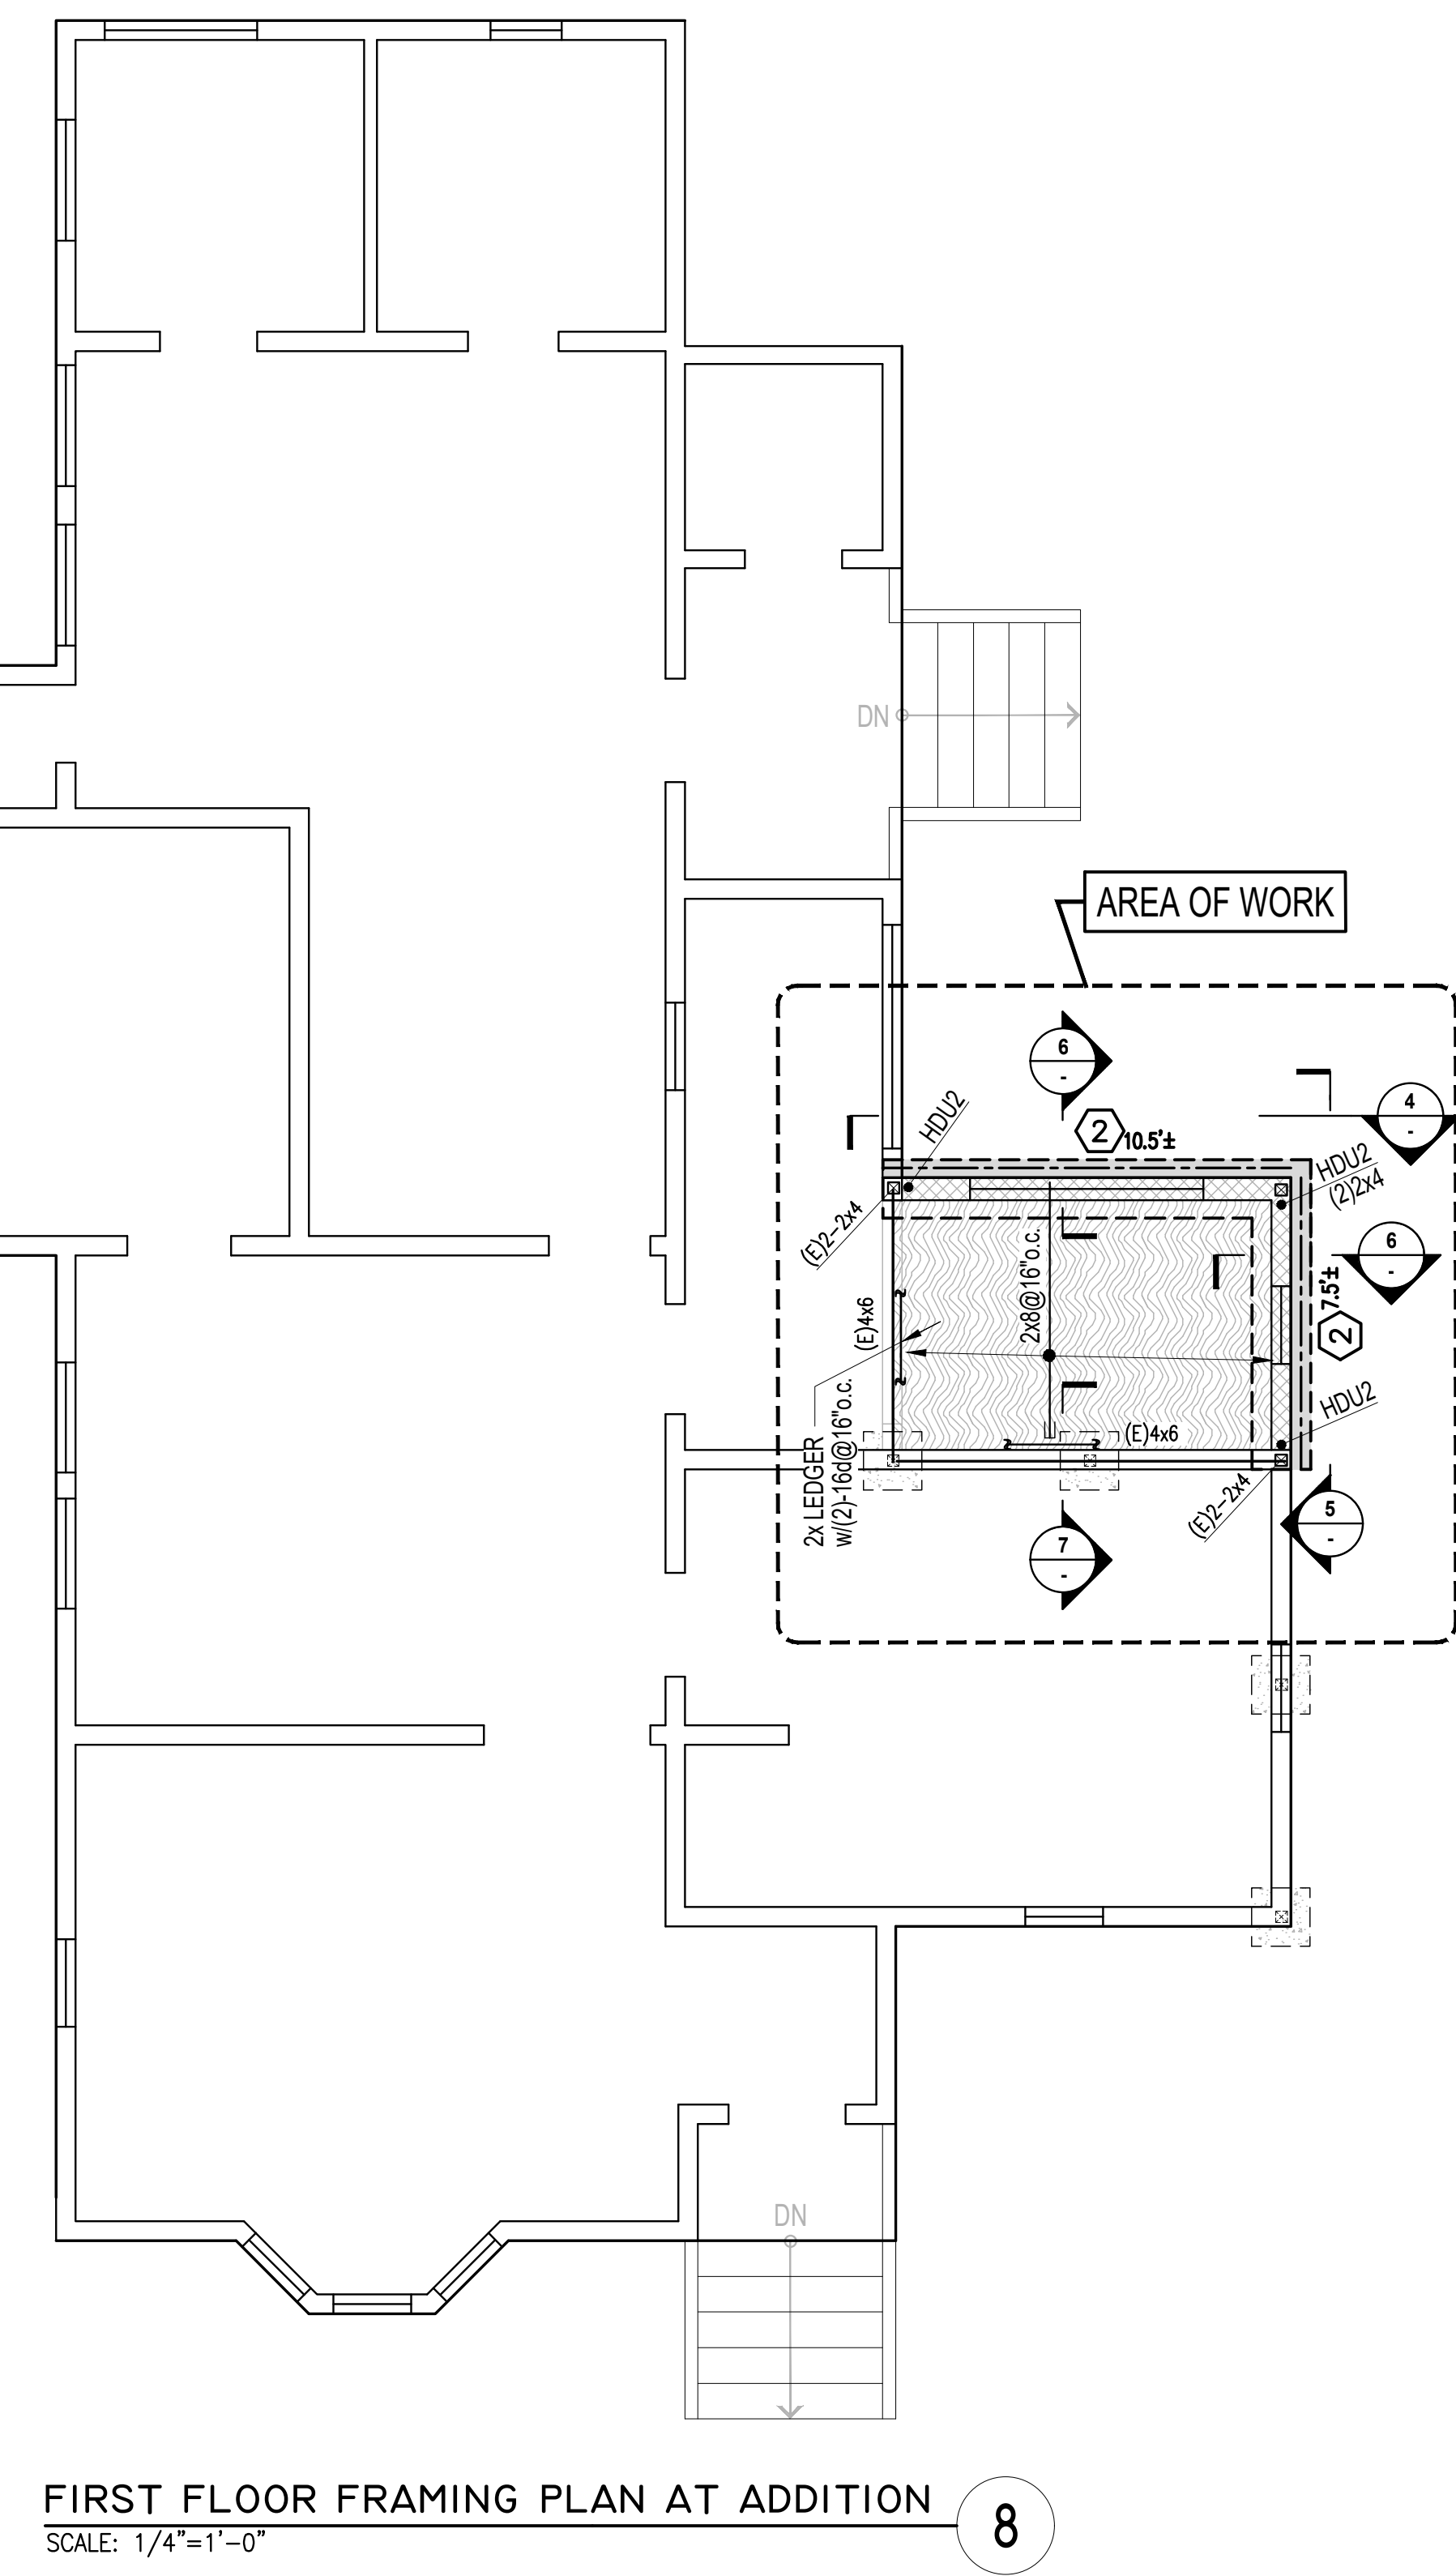 DN
AREA OF WORK
6
-
4
-
HDU2
2
10.5'±
HDU2
(2)2x4
(E)2-2x4
6
-
2x8@16"o.c.
7.5'±
2
(E)4x6
2x LEDGER
w/(2)-16d@16"o.c.
HDU2
(E)4x6
(E)2-2x4
5
-
7
-
DN
FIRST FLOOR FRAMING PLAN AT ADDITION
8
SCALE: 1/4"=1'-0"